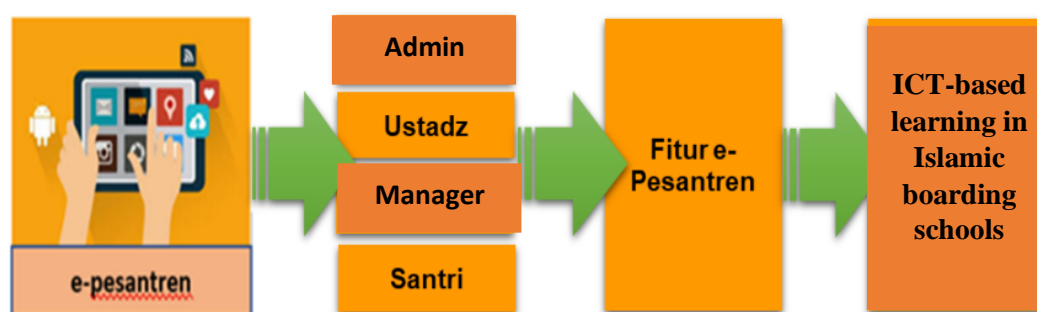 e-pesantren
Admin
Ustadz
Manager
Santri
Fitur e-
Pesantren
ICT-based
learning in
Islamic
boarding
schools